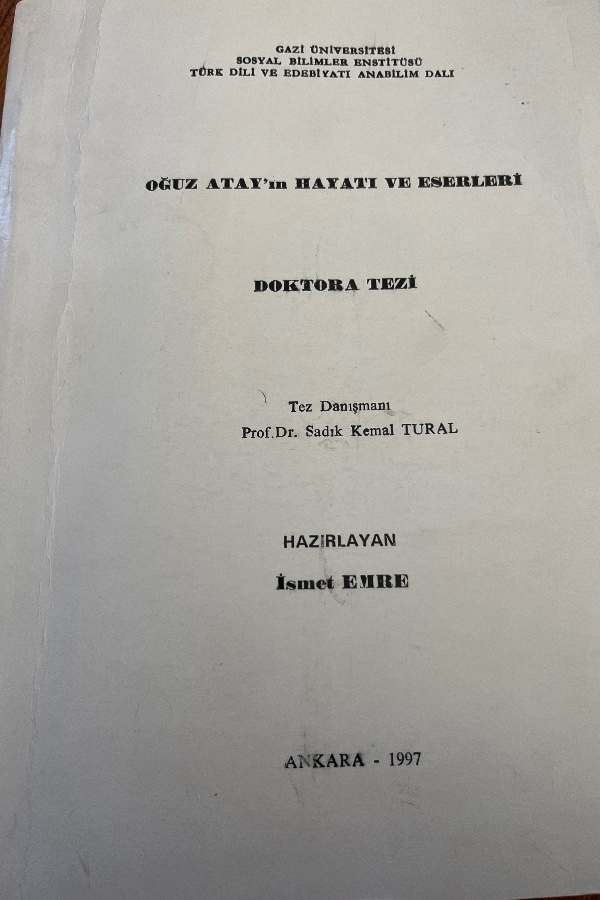 GAZİ ÜNİVERSİTESİ
SOSYAL BİLİMLER ENSTİTÜSÜ
TÜRK DİLİ VE EDEBİYATI ANABİLİM DALI
OĞUZ ATAY'ın HAYATI VE ESERLERİ
DOKTORA TEZİ
Tez Danışmanı
Prof.Dr. Sadık Kemal TURAL
HAZIRLAYAN
İsmet EMRE
ANKARA - 1997